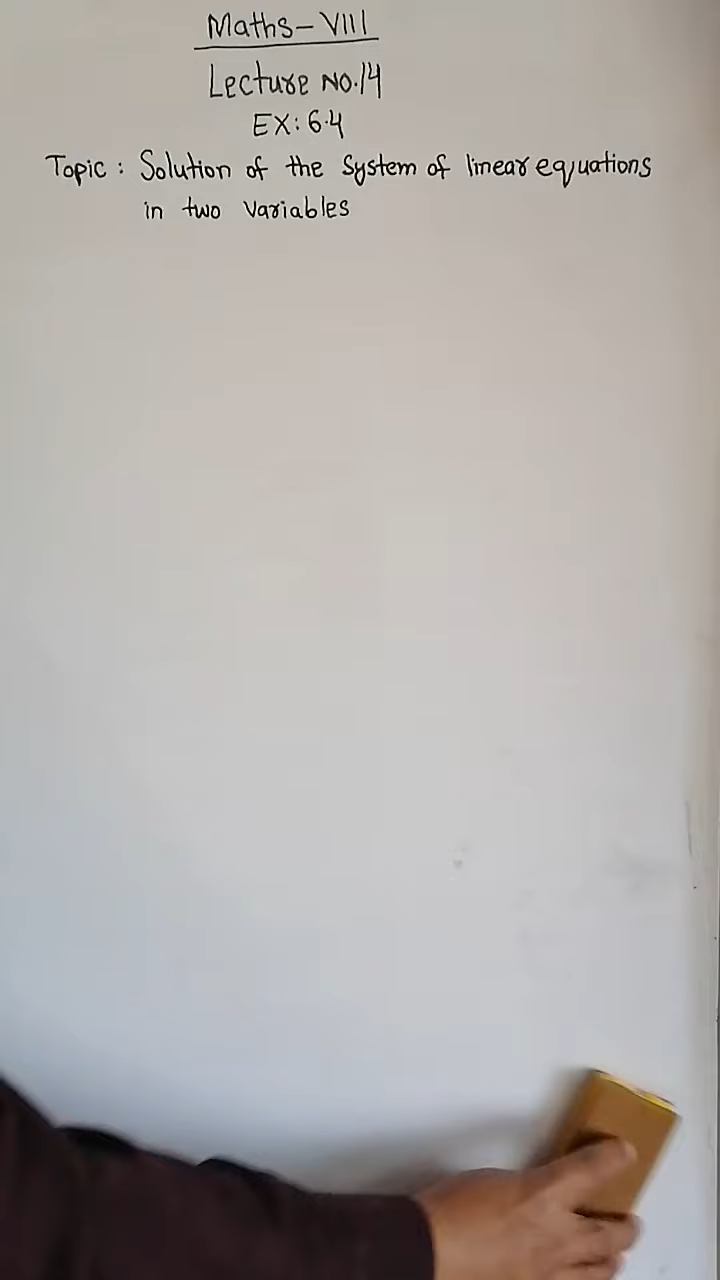 Maths-VIII
Lecture No.14
EX: 6.4
Topic: Solution of the System of linear equations
in two Variables